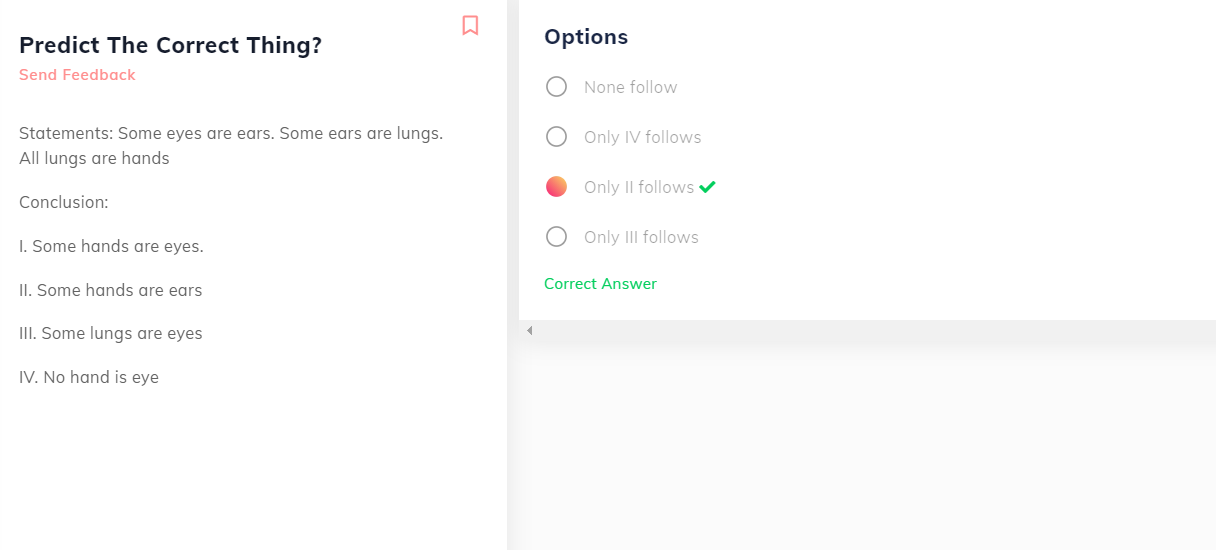 Predict The Correct Thing?
Send Feedback
Statements: Some eyes are ears. Some ears are lungs.
All lungs are hands
Conclusion:
I. Some hands are eyes.
II. Some hands are ears
III. Some lungs are eyes
IV. No hand is eye
Options
None follow
Only IV follows
Only II follows
Only III follows
Correct Answer